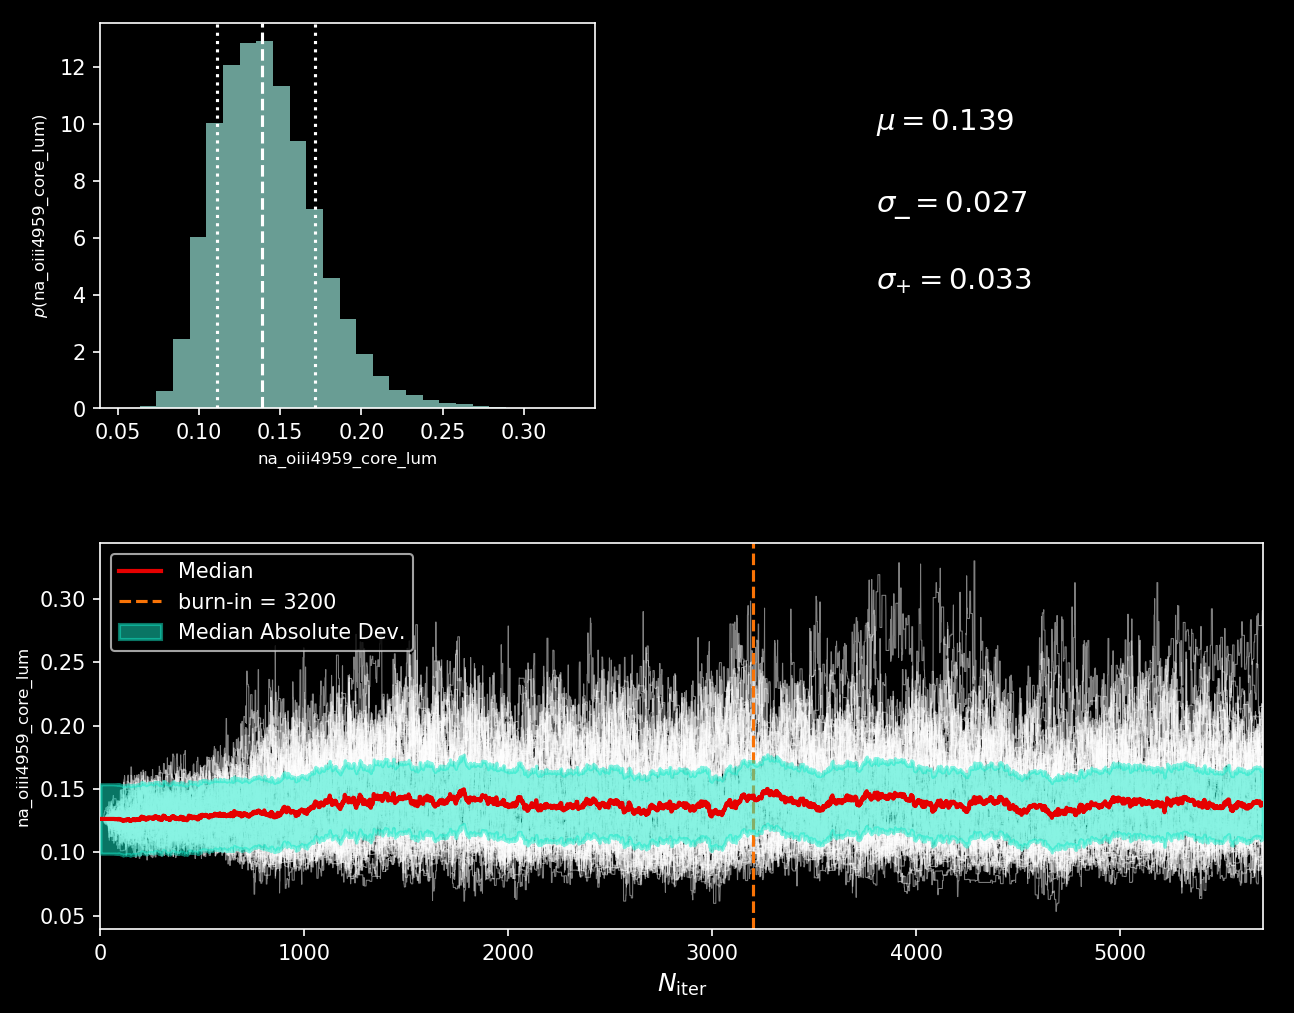 12
10
8
6
4
2
0
p(na_oiii4959_core_lum)
0.05 0.10 0.15 0.20 0.25 0.30
na_oiii4959_core_lum
μ = 0.139
σ₋ = 0.027
σ₊ = 0.033
Median
burn-in = 3200
Median Absolute Dev.
0.30
0.25
0.20
0.15
0.10
0.05
na_oiii4959_core_lum
0 1000 2000 3000 4000 5000
N_iter